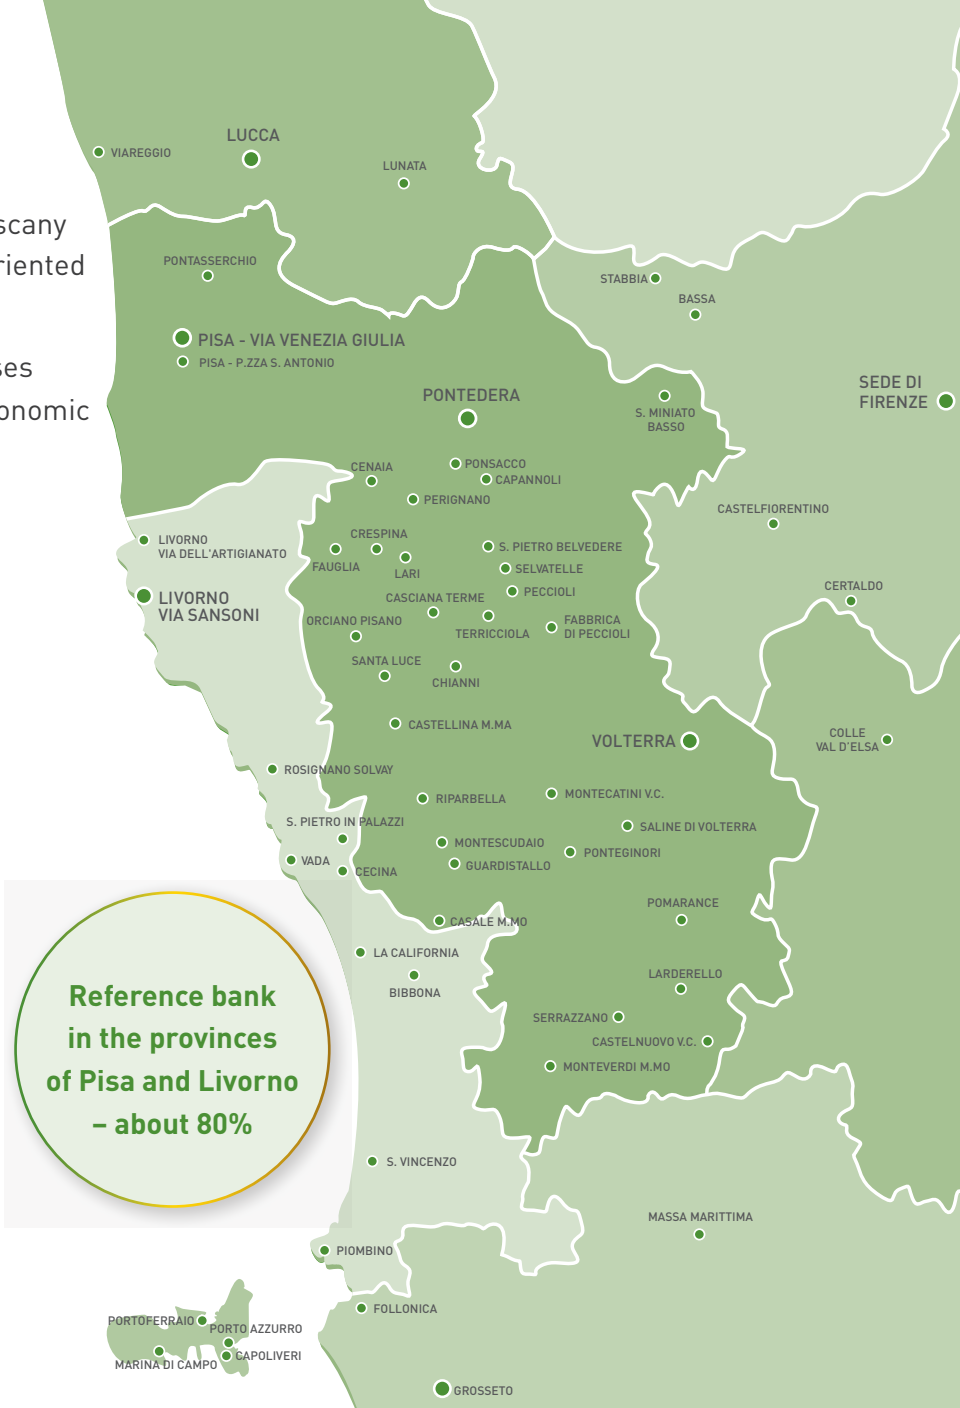 LUCCA
VIAREGGIO
LUNATA
scany
riented
PONTASSERCHIO
STABBIA
BASSA
PISA - VIA VENEZIA GIULIA
PISA - P.ZZA S. ANTONIO
ses
onomic
PONTEDERA
SEDE DI
FIRENZE
S. MINIATO
BASSO
CENAIA
PONSACCO
CAPANNOLI
PERIGNANO
CASTELFIORENTINO
LIVORNO
VIA DELL'ARTIGIANATO
CRESPINA
FAUGLIA
LARI
S. PIETRO BELVEDERE
SELVATELLE
PECCIOLI
CERTALDO
LIVORNO
VIA SANSONI
CASCIANA TERME
ORCIANO PISANO
TERRICCIOLA
FABBRICA
DI PECCIOLI
SANTA LUCE
CHIANNI
CASTELLINA M.MA
VOLTERRA
COLLE
VAL D'ELSA
ROSIGNANO SOLVAY
RIPARBELLA
MONTECATINI V.C.
S. PIETRO IN PALAZZI
SALINE DI VOLTERRA
MONTESCUDAIO
PONTEGINORI
VADA
GUARDISTALLO
CECINA
POMARANCE
CASALE M.MO
LA CALIFORNIA
LARDERELLO
BIBBONA
Reference bank
in the provinces
of Pisa and Livorno
– about 80%
SERRAZZANO
CASTELNUOVO V.C.
MONTEVERDI M.MO
S. VINCENZO
MASSA MARITTIMA
PIOMBINO
FOLLONICA
PORTOFERRAIO
PORTO AZZURRO
CAPOLIVERI
MARINA DI CAMPO
GROSSETO